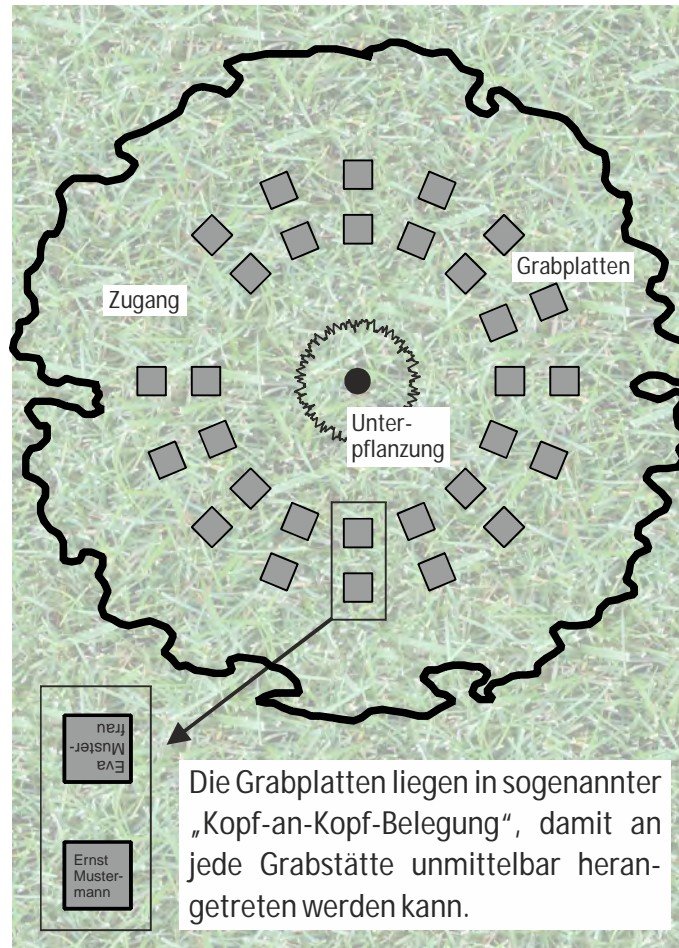 Grabplatten
Zugang
Unter-
pflanzung
Eva
Muster-
frau
Ernst
Muster-
mann
Die Grabplatten liegen in sogenannter
„Kopf-an-Kopf-Belegung“, damit an
jede Grabstätte unmittelbar heran-
getreten werden kann.